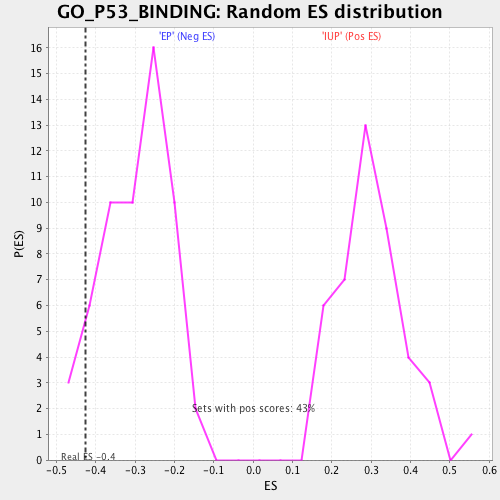 GO_P53_BINDING: Random ES distribution
'EP' (Neg ES) 'IUP' (Pos ES)
16
15
14
13
12
11
10
9
8
7
6
5
4
3
2
1
0
P(ES)
Sets with pos scores: 43%
Real ES -0.4
-0.5 -0.4 -0.3 -0.2 -0.1 0.0 0.1 0.2 0.3 0.4 0.5 0.6
ES